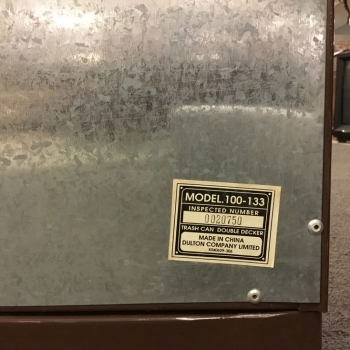 MODEL.100-133
INSPECTED NUMBER
0020750
TRASH CAN DOUBLE DECKER
MADE IN CHINA
DULTON COMPANY LIMITED